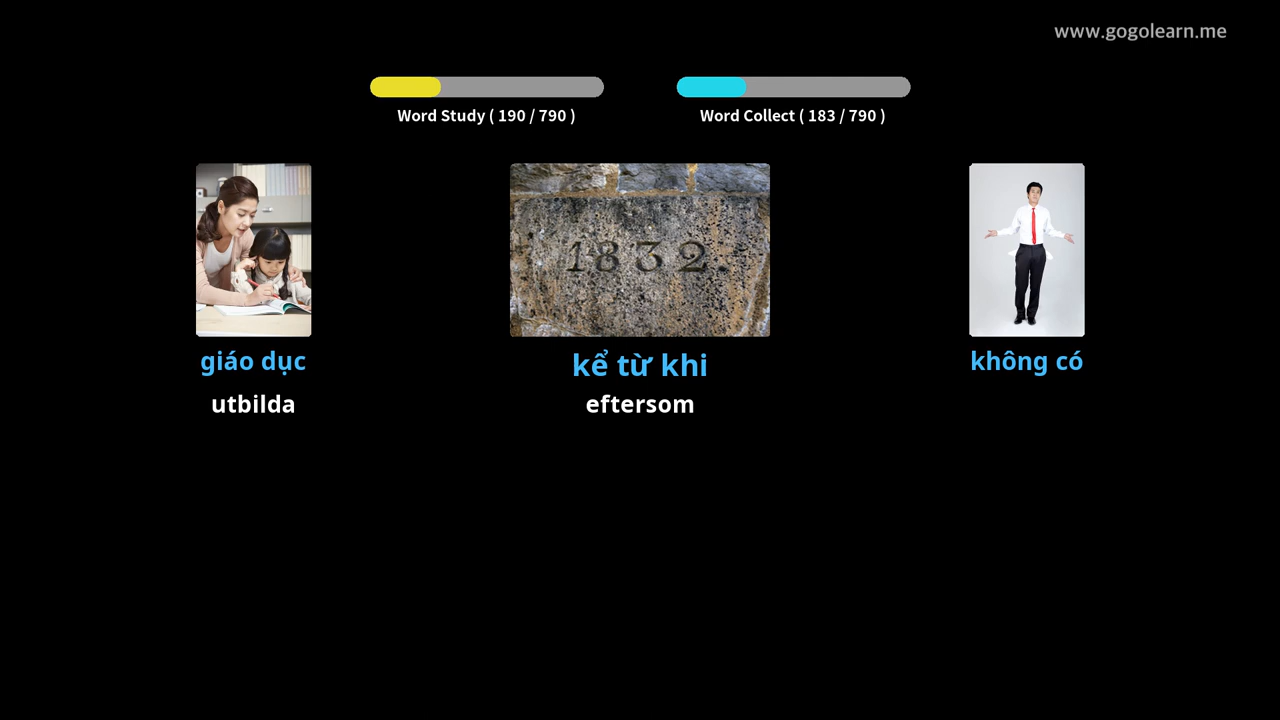 www.gogolearn.me
Word Study ( 190 / 790 )
Word Collect ( 183 / 790 )
1832.
giáo dục
kể từ khi
không có
utbilda
eftersom